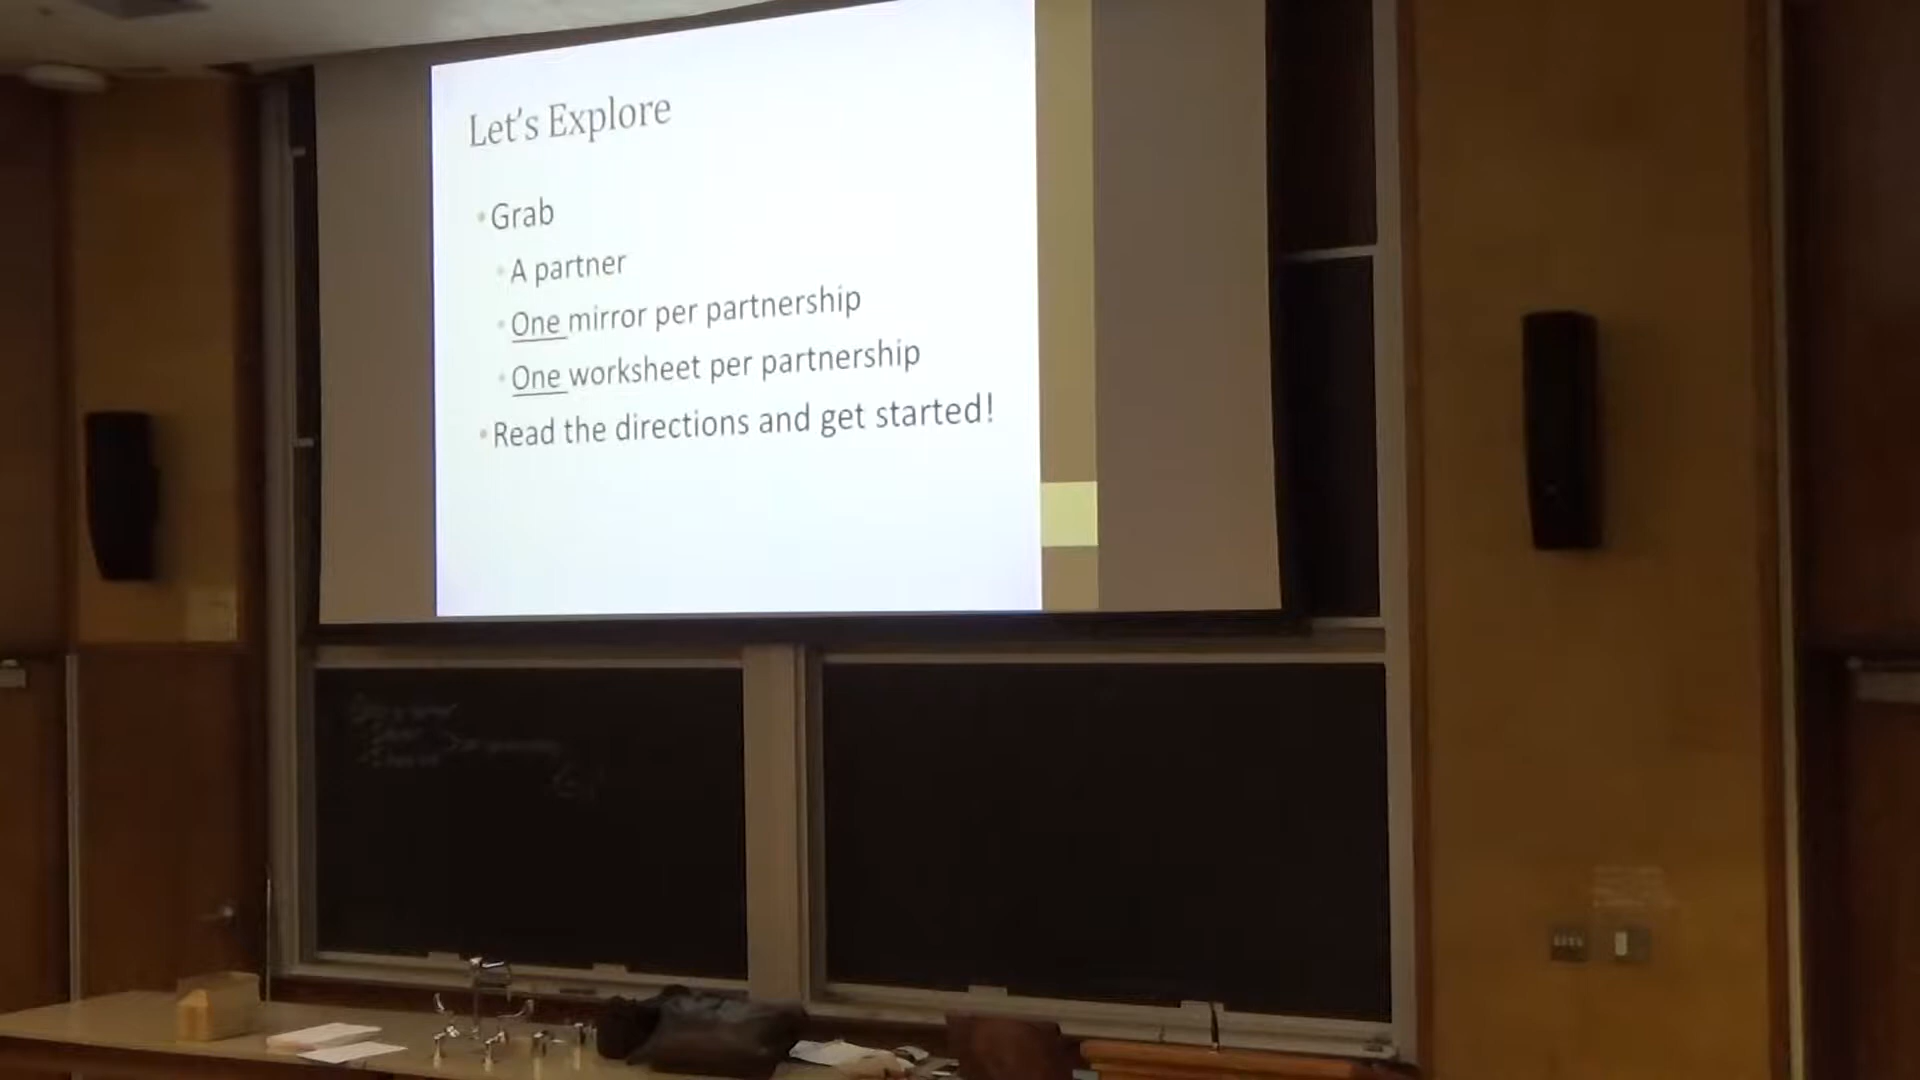 Let's Explore
Grab
A partner
One mirror per partnership
One worksheet per partnership
Read the directions and get started!